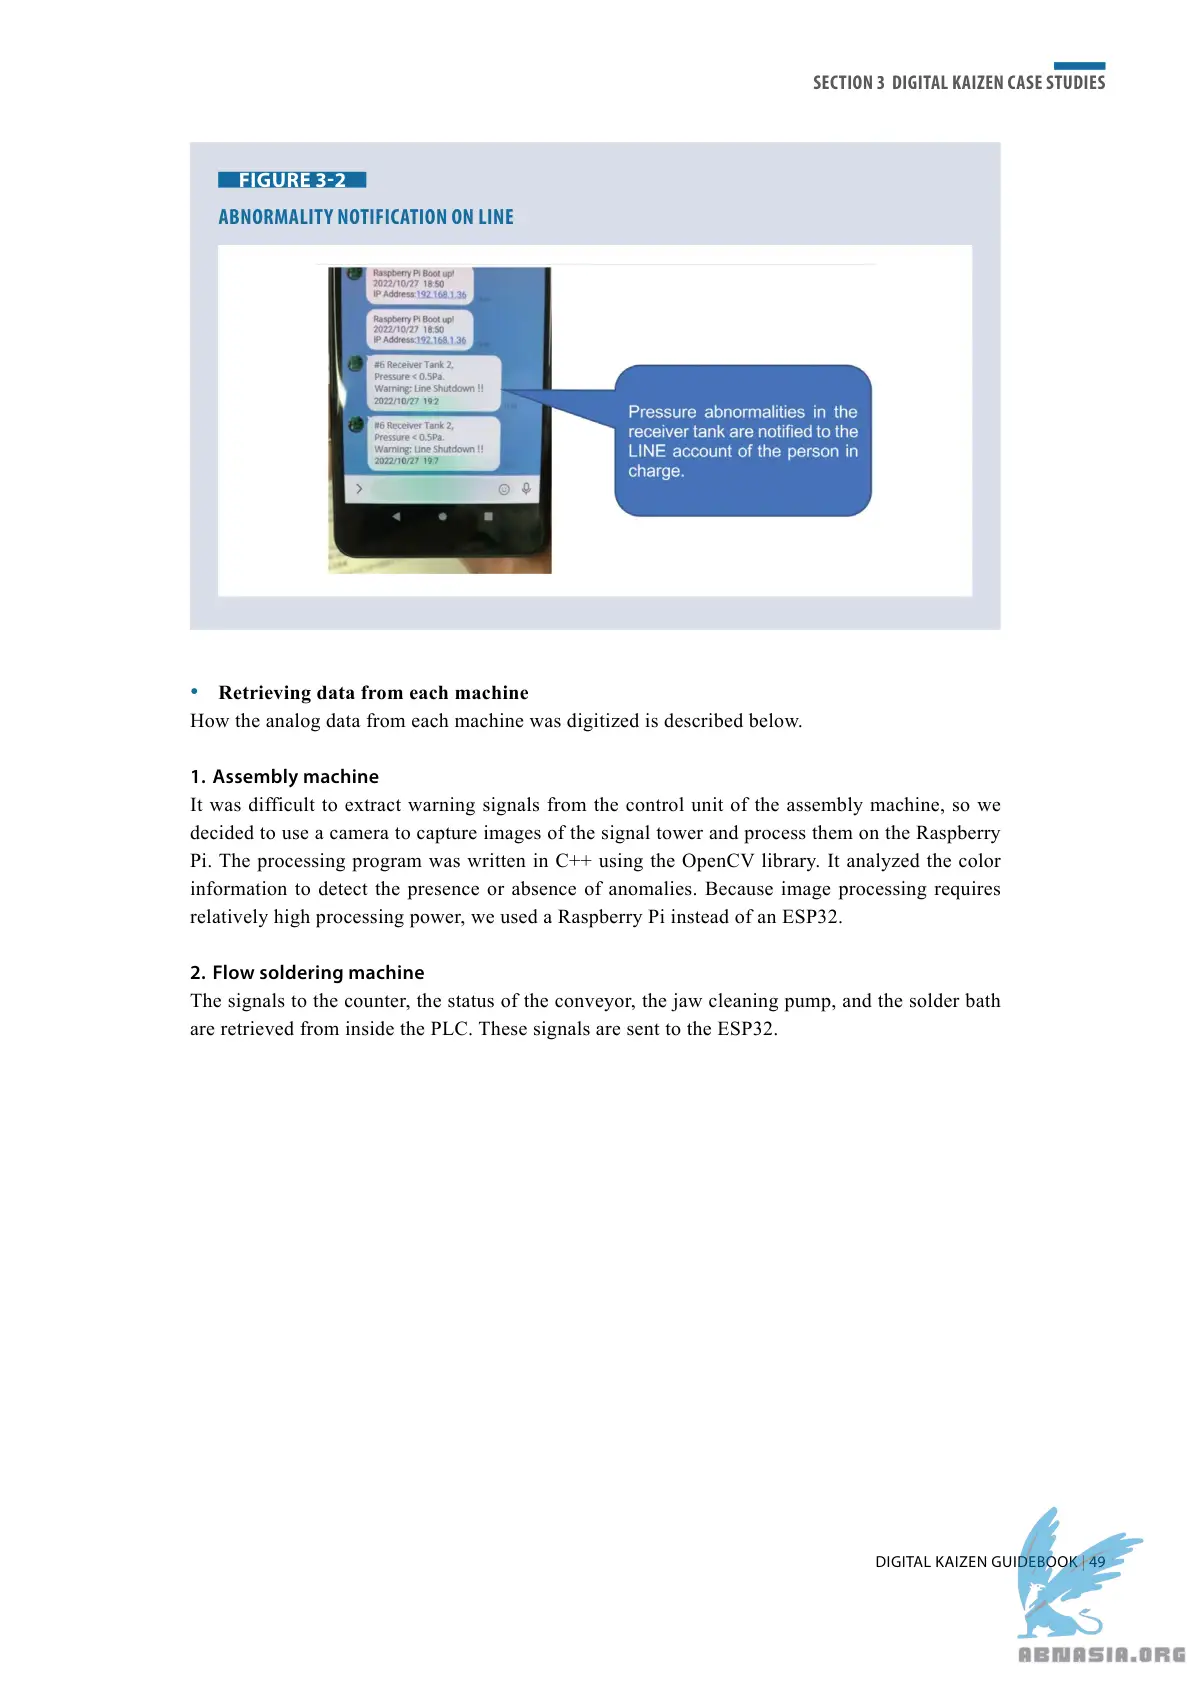 SECTION 3 DIGITAL KAIZEN CASE STUDIES
FIGURE 3-2
ABNORMALITY NOTIFICATION ON LINE
Raspberry Pi Boot up!
2022/10/27 18:50
IP Address:192.168.1.36
Raspberry Pi Boot up!
2022/10/27 18:50
IP Address:192.168.1.36
#6 Receiver Tank 2,
Pressure < 0.5Pa.
Warning: Line Shutdown !!
2022/10/27 19:2
#6 Receiver Tank 2,
Pressure < 0.5Pa.
Warning: Line Shutdown !!
2022/10/27 19:7
Pressure abnormalities in the
receiver tank are notified to the
LINE account of the person in
charge.
• Retrieving data from each machine
How the analog data from each machine was digitized is described below.
1. Assembly machine
It was difficult to extract warning signals from the control unit of the assembly machine, so we
decided to use a camera to capture images of the signal tower and process them on the Raspberry
Pi. The processing program was written in C++ using the OpenCV library. It analyzed the color
information to detect the presence or absence of anomalies. Because image processing requires
relatively high processing power, we used a Raspberry Pi instead of an ESP32.
2. Flow soldering machine
The signals to the counter, the status of the conveyor, the jaw cleaning pump, and the solder bath
are retrieved from inside the PLC. These signals are sent to the ESP32.
DIGITAL KAIZEN GUIDEBOOK | 49
ABNASIA.ORG